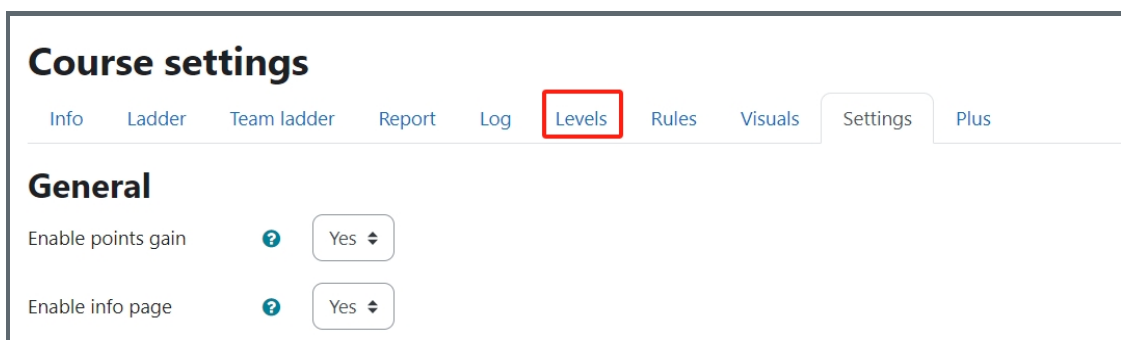 Course settings
Info Ladder Team ladder Report Log Levels Rules Visuals Settings Plus
General
Enable points gain ? Yes
Enable info page ? Yes